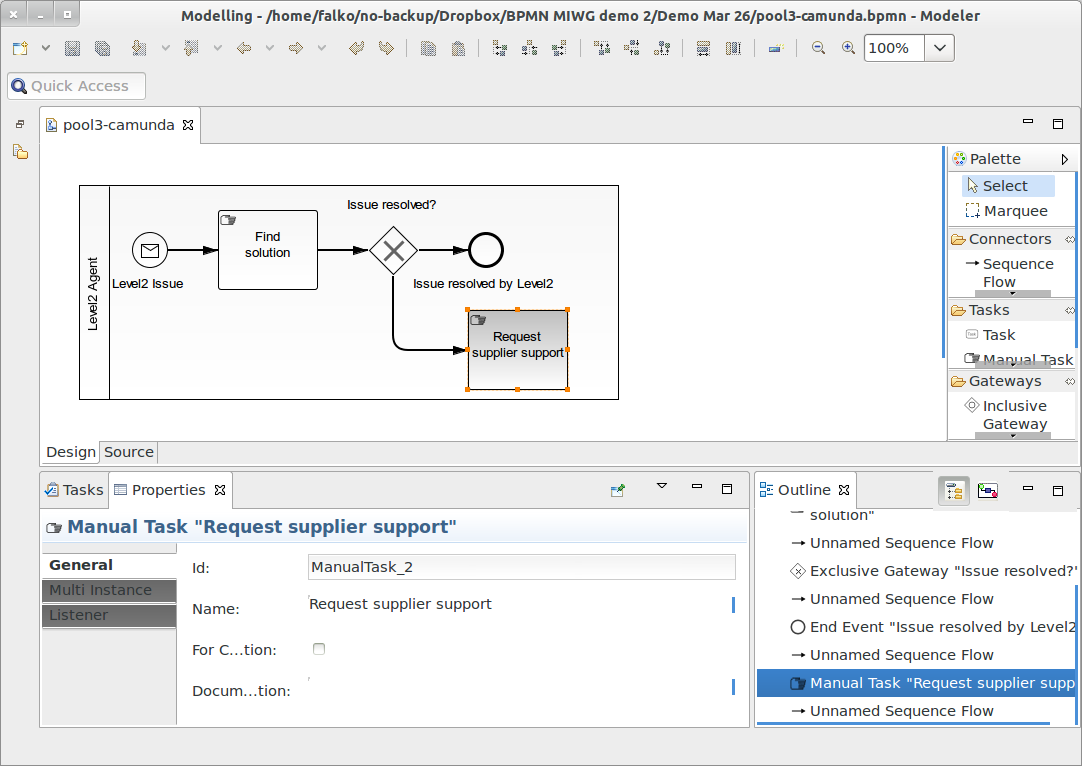 Modelling - /home/falko/no-backup/Dropbox/BPMN MIWG demo 2/Demo Mar 26/pool3-camunda.bpmn - Modeler
100%
Quick Access
pool3-camunda
Level2 Agent
Level2 Issue
Find
solution
Issue resolved?
Issue resolved by Level2
Request
supplier support
Palette
Select
Marquee
Connectors
Sequence
Flow
Tasks
Task
Manual Task
Gateways
Inclusive
Gateway
Design
Source
Tasks
Properties
Manual Task "Request supplier support"
General
Multi Instance
Listener
Id:
ManualTask_2
Name:
Request supplier support
For C...tion:
Docum...tion:
Outline
solution"
Unnamed Sequence Flow
Exclusive Gateway "Issue resolved?"
Unnamed Sequence Flow
End Event "Issue resolved by Level2
Unnamed Sequence Flow
Manual Task "Request supplier supp
Unnamed Sequence Flow